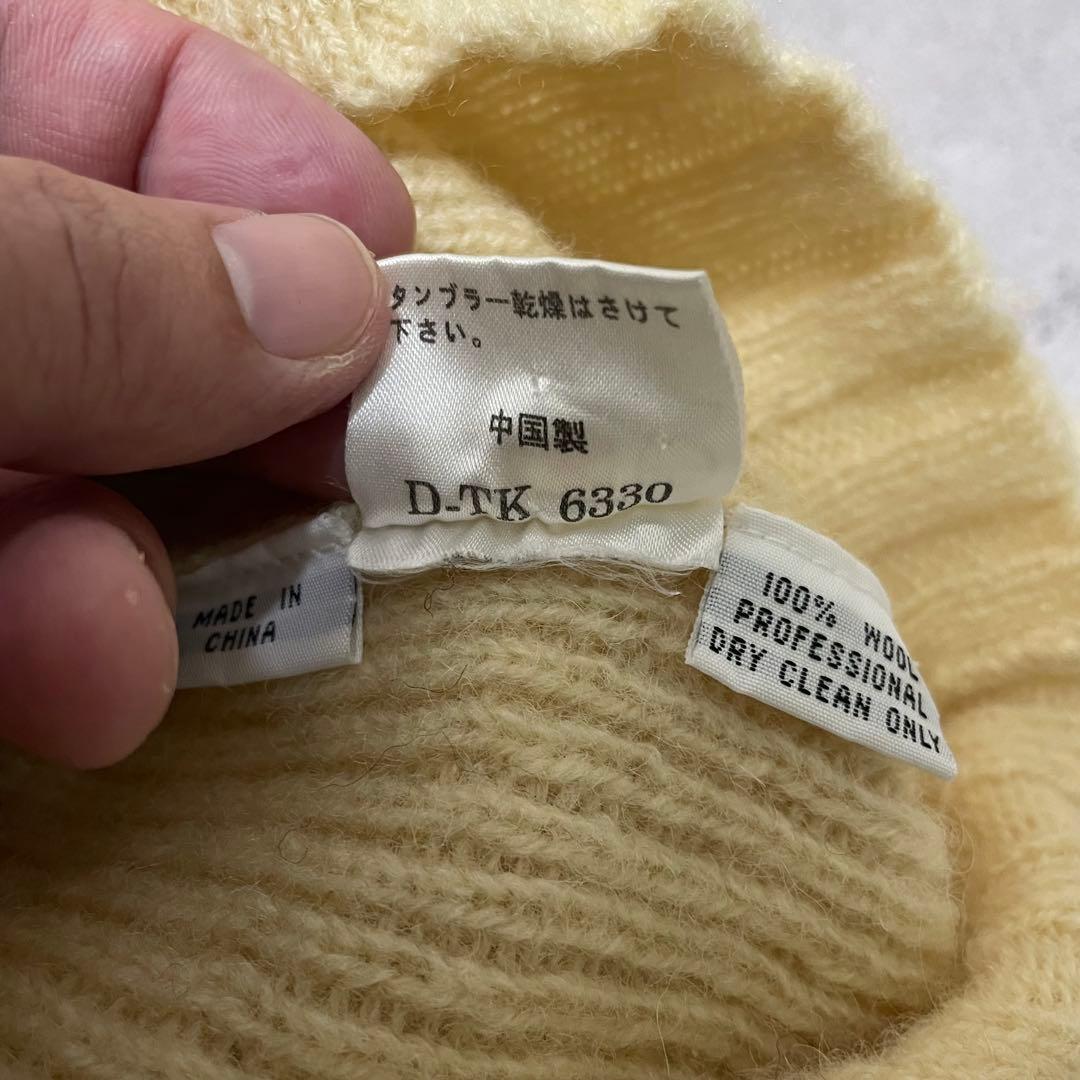 タンブラー乾燥はさけて
下さい。
中国製
D-TK 6330
MADE IN
CHINA
100% WOOL
PROFESSIONAL
DRY CLEAN ONLY